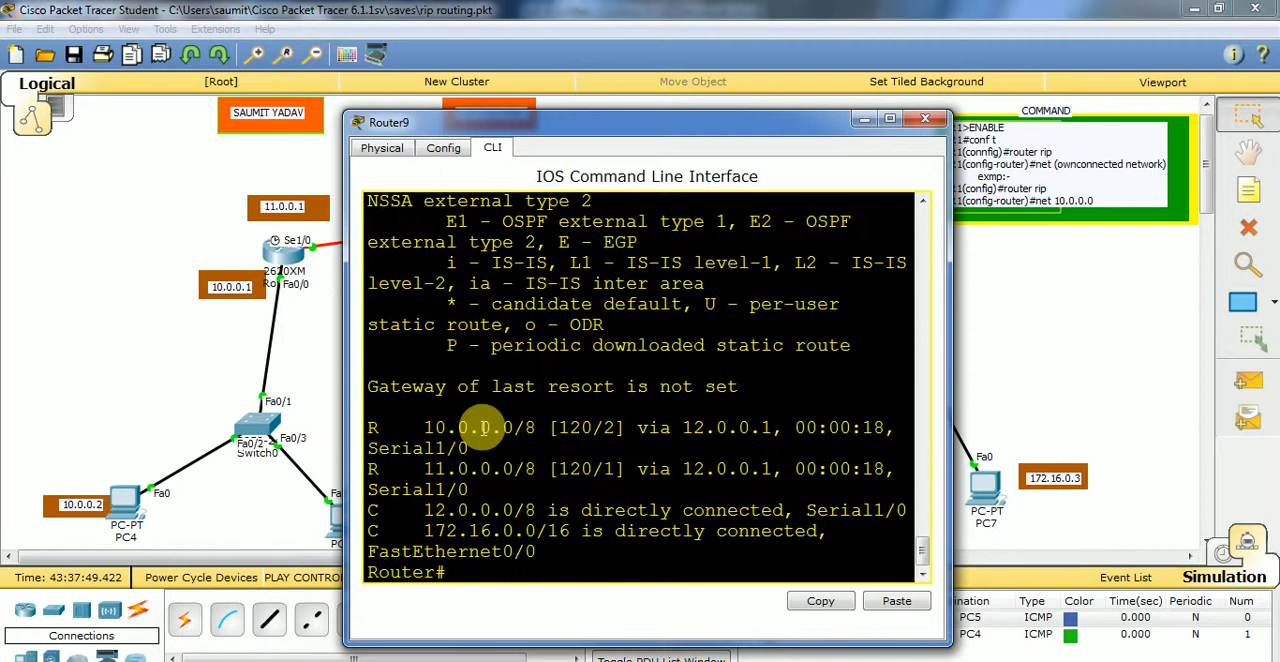 Cisco Packet Tracer Student - C:\Users\saumit\Cisco Packet Tracer 6.1.1sv\saves\rip routing.pkt
File Edit Options View Tools Extensions Help
Logical [Root] New Cluster Move Object Set Tiled Background Viewport
SAUMIT YADAV
COMMAND
11>ENABLE
1#conf t
1(connfig)#router rip
1(config-router)#net (ownconnected network)
exmp:-
1(config)#router rip
1(config-router)#net 10.0.0.0
11.0.0.1
Se1/0
2620XM
Fa0/0
10.0.0.1
Fa0/1
Fa0/2
Fa0/3
Switch0
Fa0
10.0.0.2
PC-PT
PC4
Router9
Physical Config CLI
IOS Command Line Interface
NSSA external type 2
E1 - OSPF external type 1, E2 - OSPF
external type 2, E - EGP
i - IS-IS, L1 - IS-IS level-1, L2 - IS-IS
level-2, ia - IS-IS inter area
* - candidate default, U - per-user
static route, o - ODR
P - periodic downloaded static route
Gateway of last resort is not set
R 10.0.0.0/8 [120/2] via 12.0.0.1, 00:00:18,
Serial1/0
R 11.0.0.0/8 [120/1] via 12.0.0.1, 00:00:18,
Serial1/0
C 12.0.0.0/8 is directly connected, Serial1/0
C 172.16.0.0/16 is directly connected,
FastEthernet0/0
Router#
Copy Paste
Fa0
172.16.0.3
PC-PT
PC7
Time: 43:37:49.422 Power Cycle Devices PLAY CONTRO
Event List Simulation
Connections
ination Type Color Time(sec) Periodic Num
PC5 ICMP 0.000 N 0
PC4 ICMP 0.000 N 1
Toggle PDU List Window